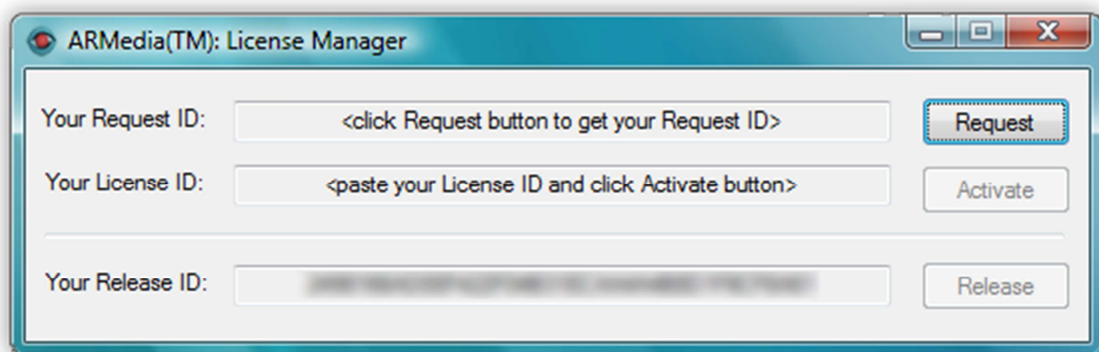 ARMedia(TM): License Manager
Your Request ID: <click Request button to get your Request ID> Request
Your License ID: <paste your License ID and click Activate button> Activate
Your Release ID: Release